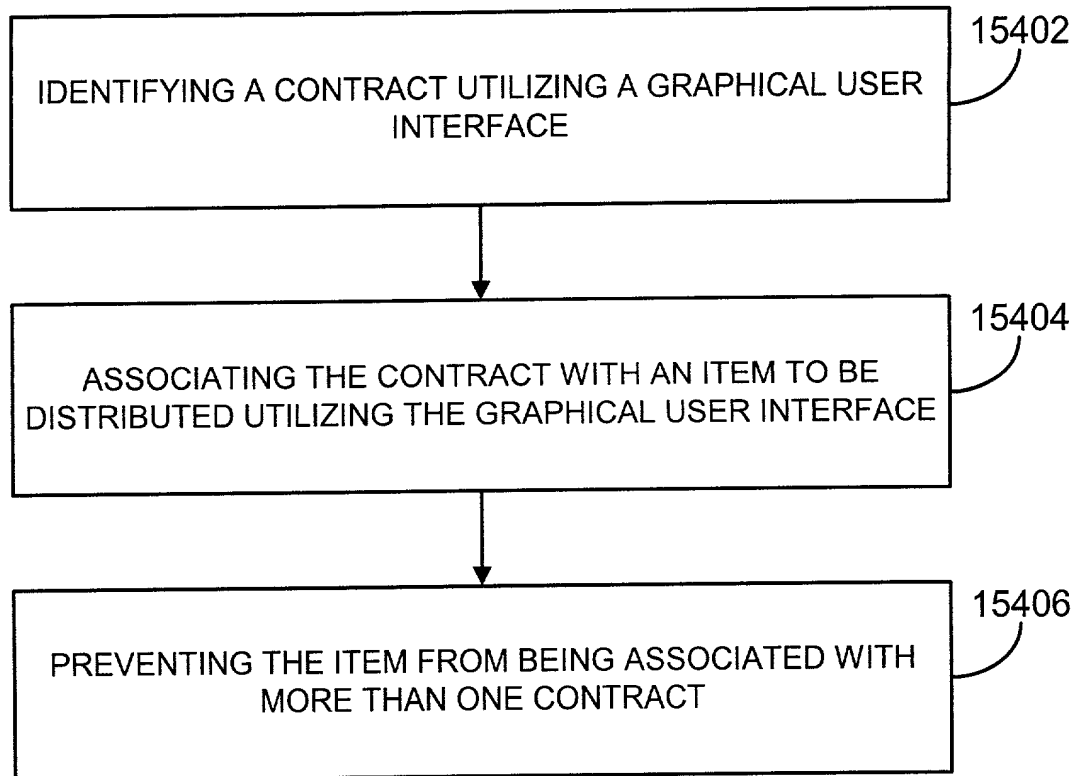 15402
IDENTIFYING A CONTRACT UTILIZING A GRAPHICAL USER
INTERFACE
15404
ASSOCIATING THE CONTRACT WITH AN ITEM TO BE
DISTRIBUTED UTILIZING THE GRAPHICAL USER INTERFACE
15406
PREVENTING THE ITEM FROM BEING ASSOCIATED WITH
MORE THAN ONE CONTRACT